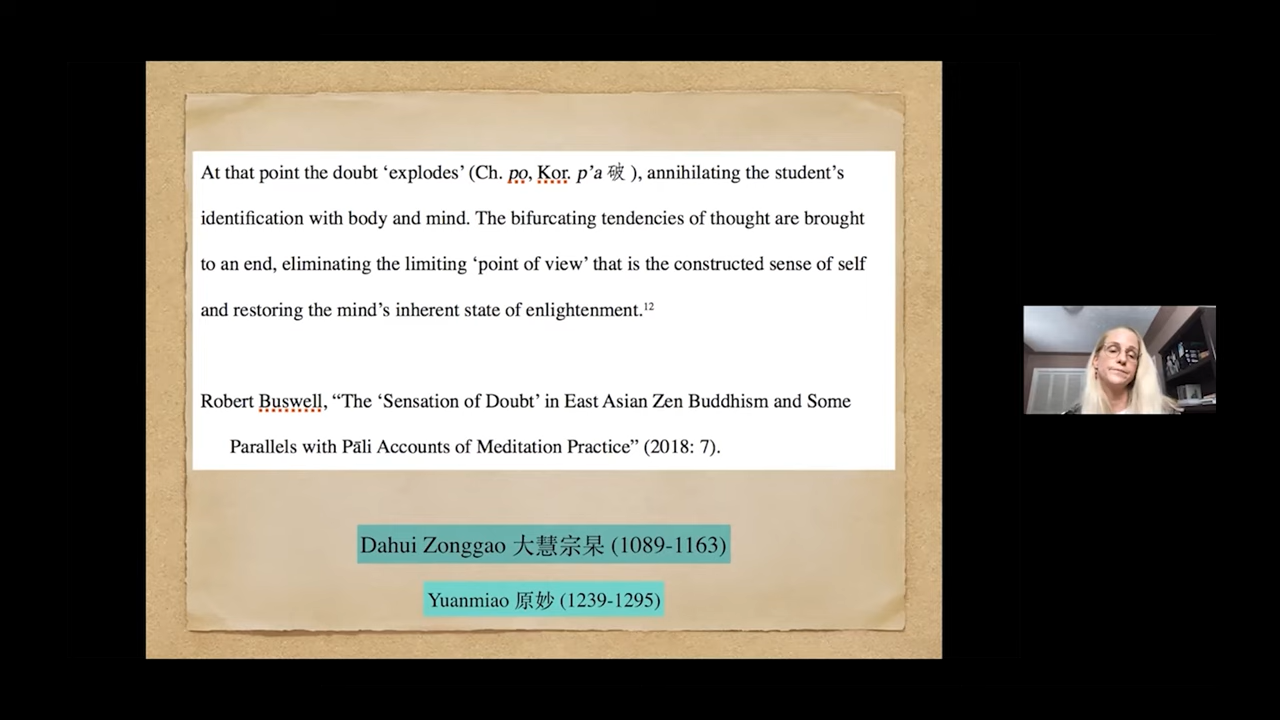 At that point the doubt ‘explodes’ (Ch. po, Kor. p’a 破 ), annihilating the student’s
identification with body and mind. The bifurcating tendencies of thought are brought
to an end, eliminating the limiting ‘point of view’ that is the constructed sense of self
and restoring the mind’s inherent state of enlightenment.12
Robert Buswell, “The ‘Sensation of Doubt’ in East Asian Zen Buddhism and Some
Parallels with Pāli Accounts of Meditation Practice” (2018: 7).
Dahui Zonggao 大慧宗杲 (1089-1163)
Yuanmiao 原妙 (1239-1295)